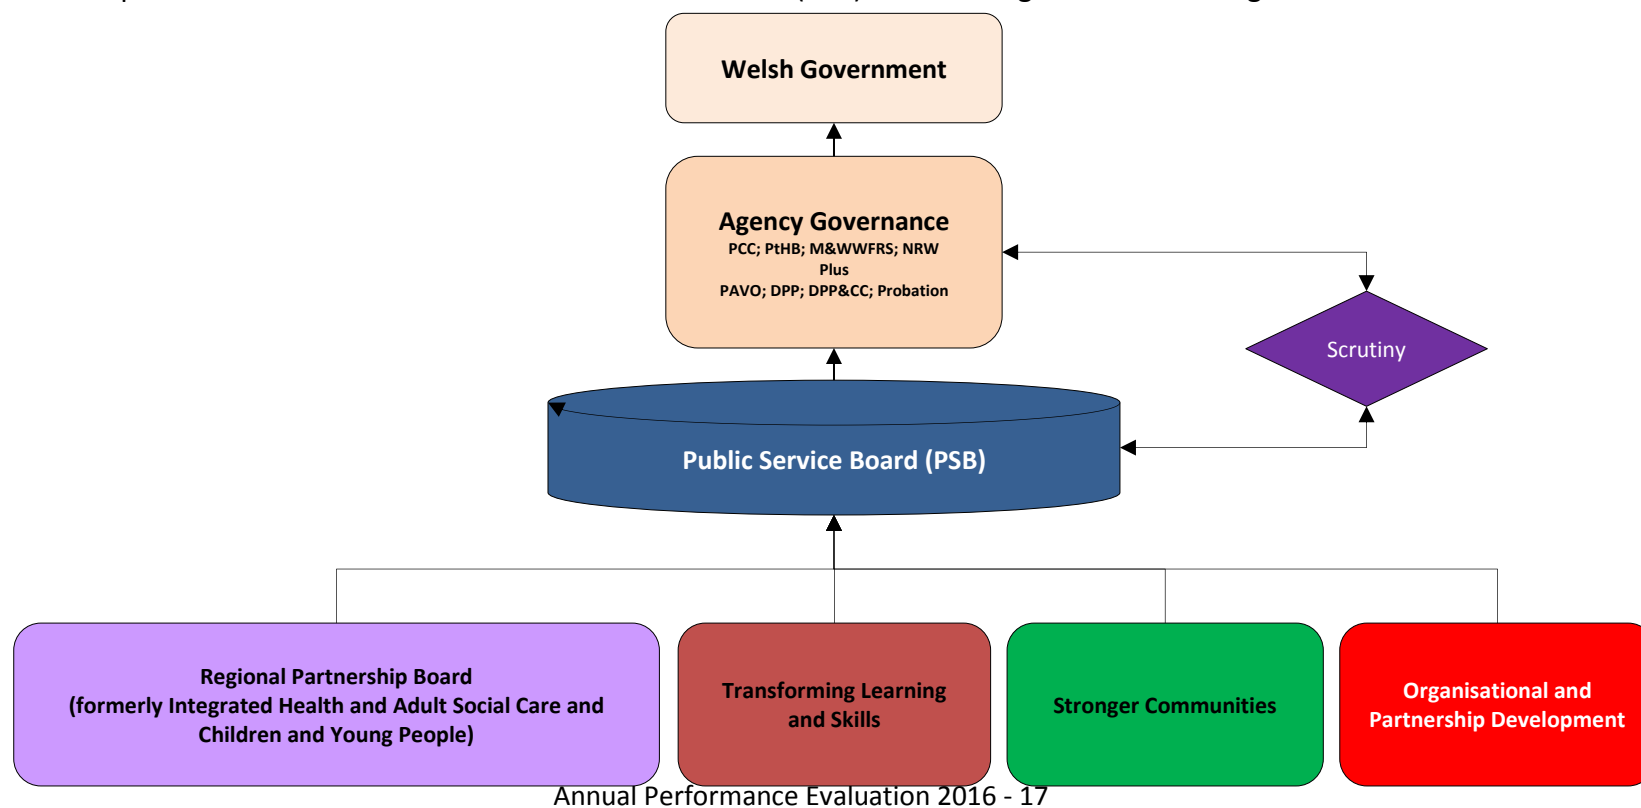 Welsh Government
Agency Governance
PCC; PtHB; M&WWFRS; NRW
Plus
PAVO; DPP; DPP&CC; Probation
Scrutiny
Public Service Board (PSB)
Regional Partnership Board
(formerly Integrated Health and Adult Social Care and
Children and Young People)
Transforming Learning
and Skills
Stronger Communities
Organisational and
Partnership Development
Annual Performance Evaluation 2016 - 17